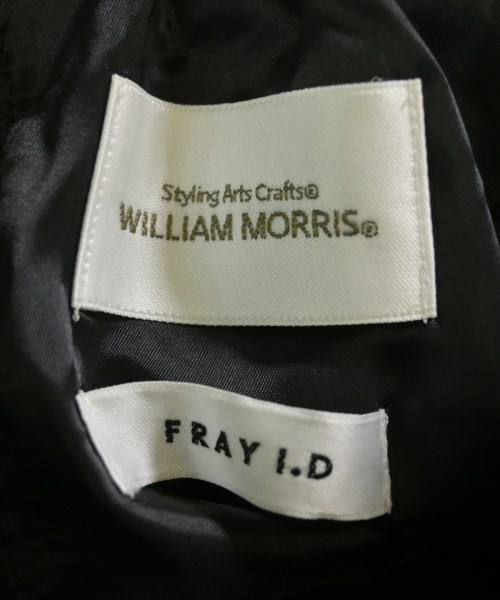 Styling Arts Crafts®
WILLIAM MORRIS®
FRAY I.D